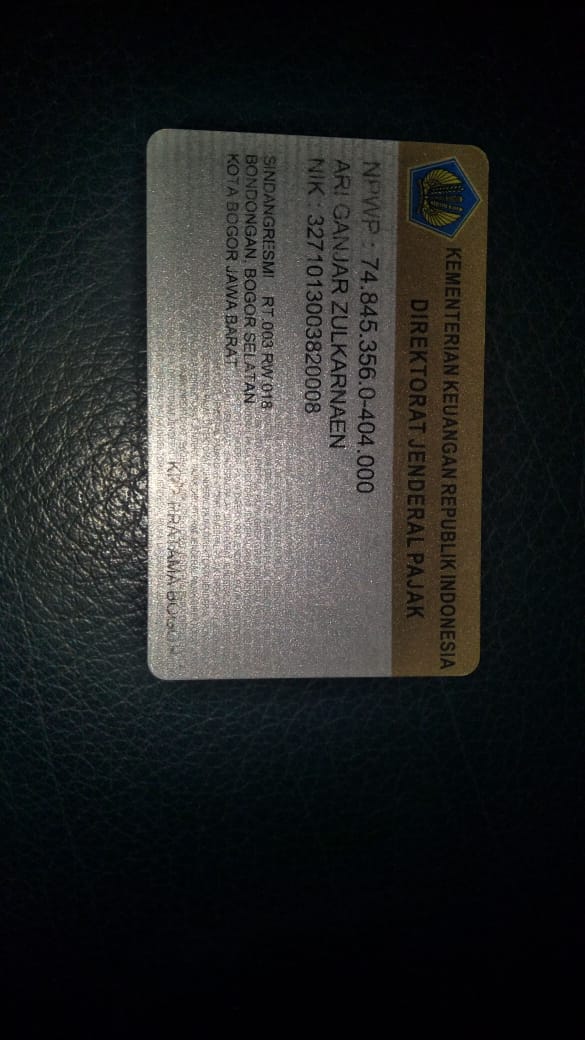 KEMENTERIAN KEUANGAN REPUBLIK INDONESIA
DIREKTORAT JENDERAL PAJAK
NPWP : 74.845.356.0-404.000
ARI GANJAR ZULKARNAEN
NIK : 3271013003820008
SINDANGRESMI RT.003 RW.018
BONDONGAN, BOGOR SELATAN
KOTA BOGOR JAWA BARAT
KPP PRATAMA BOGOR